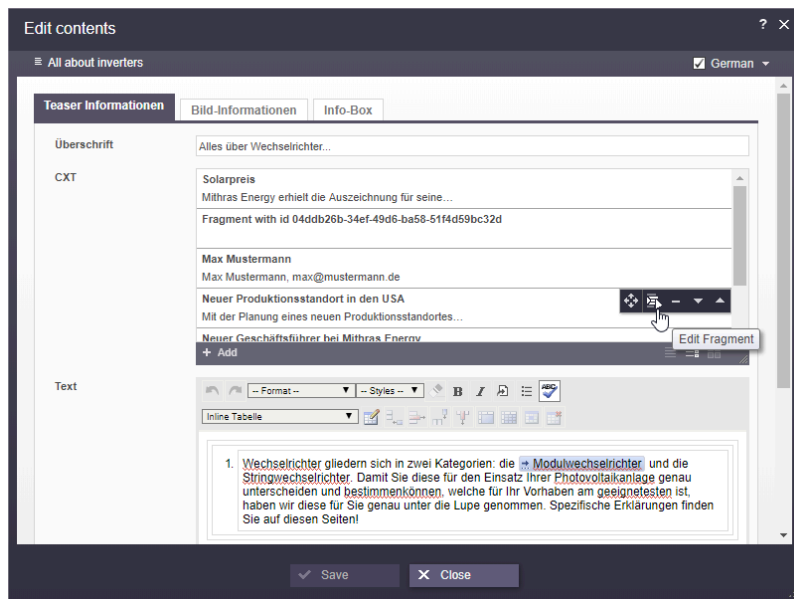 Edit contents
?
All about inverters
German
Teaser Informationen
Bild-Informationen
Info-Box
Überschrift
Alles über Wechselrichter...
CXT
Solarpreis
Mithras Energy erhielt die Auszeichnung für seine…
Fragment with id 04ddb26b-34ef-49d6-ba58-51f4d59bc32d
Max Mustermann
Max Mustermann, max@mustermann.de
Neuer Produktionsstandort in den USA
Mit der Planung eines neuen Produktionsstandortes…
Edit Fragment
Neuer Geschäftsführer bei Mithras Energy
+ Add
Text
-- Format --
-- Styles --
B I
ABC
Inline Tabelle
1. Wechselrichter gliedern sich in zwei Kategorien: die Modulwechselrichter und die
Stringwechselrichter. Damit Sie diese für den Einsatz Ihrer Photovoltaikanlage genau
unterscheiden und bestimmenkönnen, welche für Ihr Vorhaben am geeignetesten ist,
haben wir diese für Sie genau unter die Lupe genommen. Spezifische Erklärungen finden
Sie auf diesen Seiten!
Save
Close